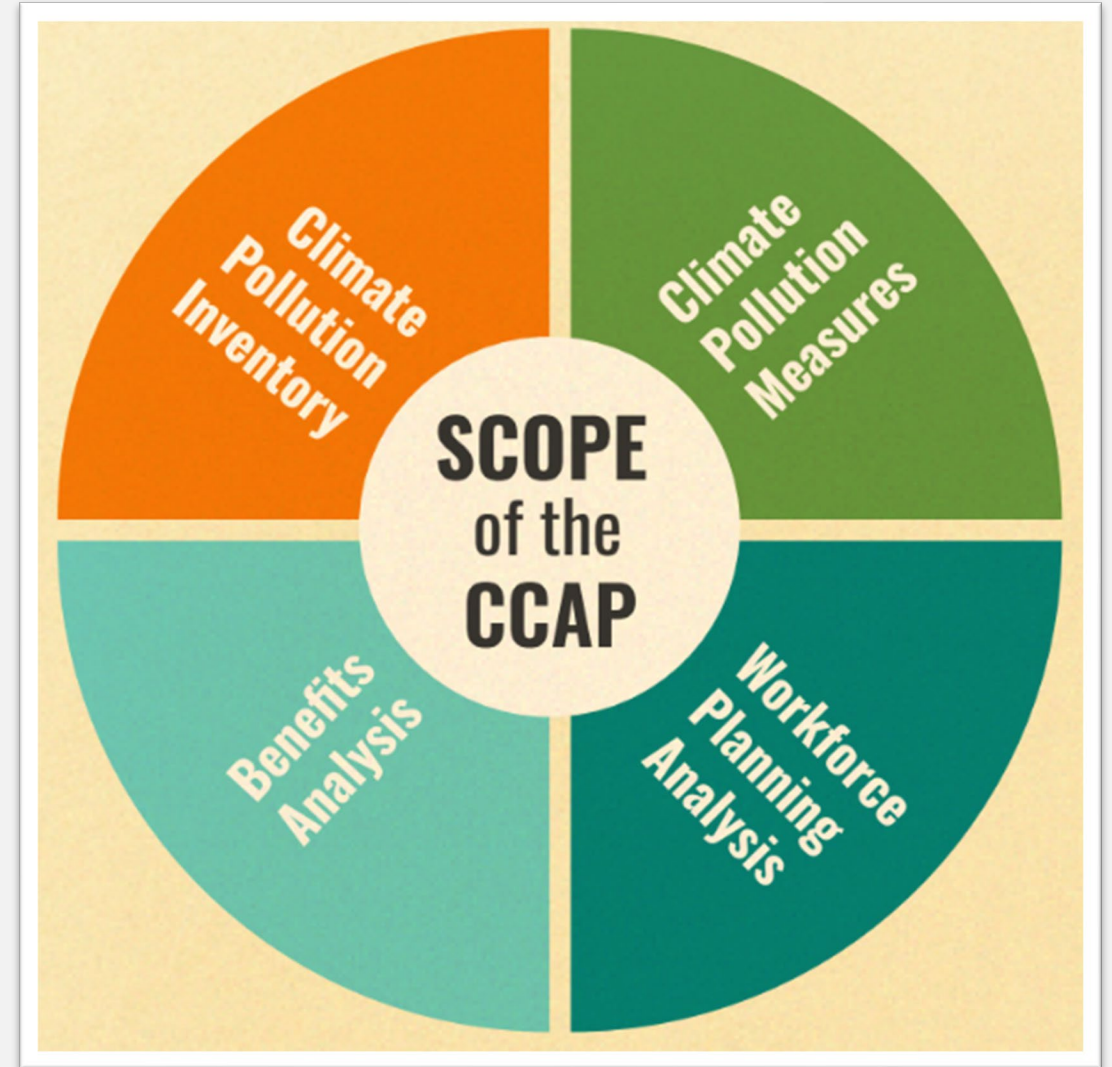 Climate
Pollution
Inventory
Climate
Pollution
Measures
SCOPE
of the
CCAP
Benefits
Analysis
Workforce
Planning
Analysis